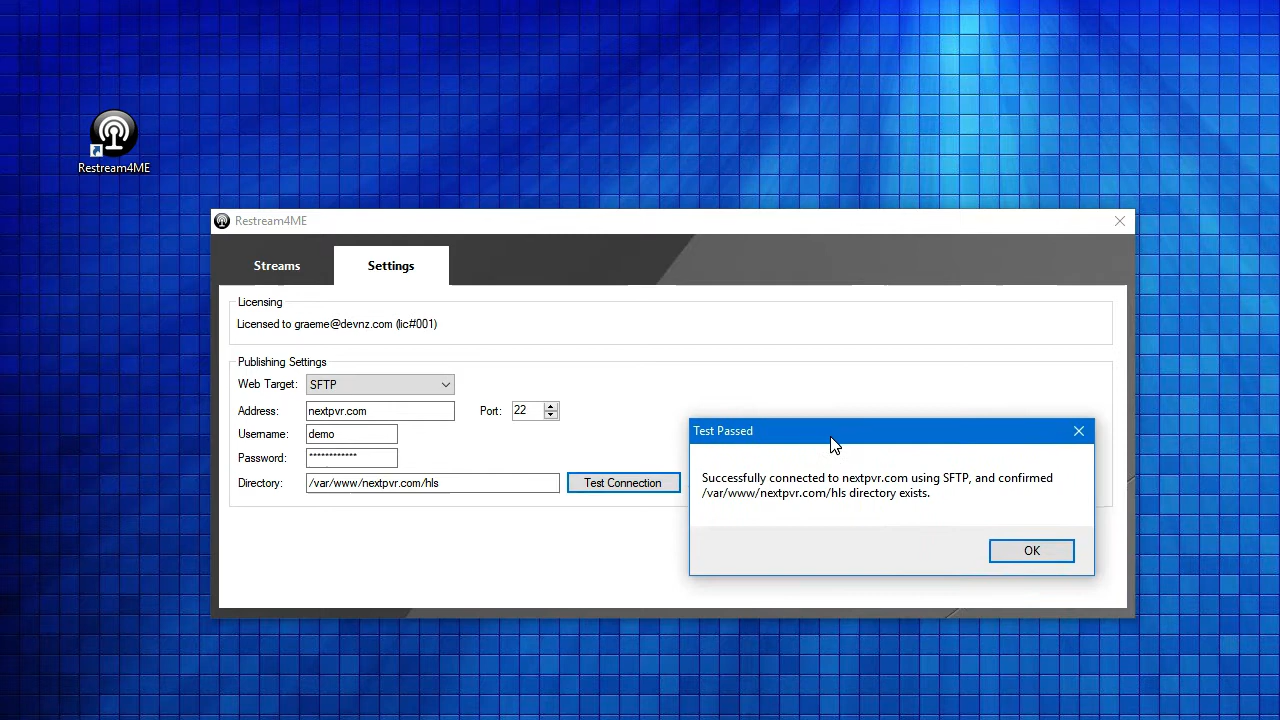 Restream4ME
Restream4ME
Streams
Settings
Licensing
Licensed to graeme@devnz.com (lic#001)
Publishing Settings
Web Target: SFTP
Address: nextpvr.com Port: 22
Username: demo
Password: ************
Directory: /var/www/nextpvr.com/hls Test Connection
Test Passed
Successfully connected to nextpvr.com using SFTP, and confirmed
/var/www/nextpvr.com/hls directory exists.
OK